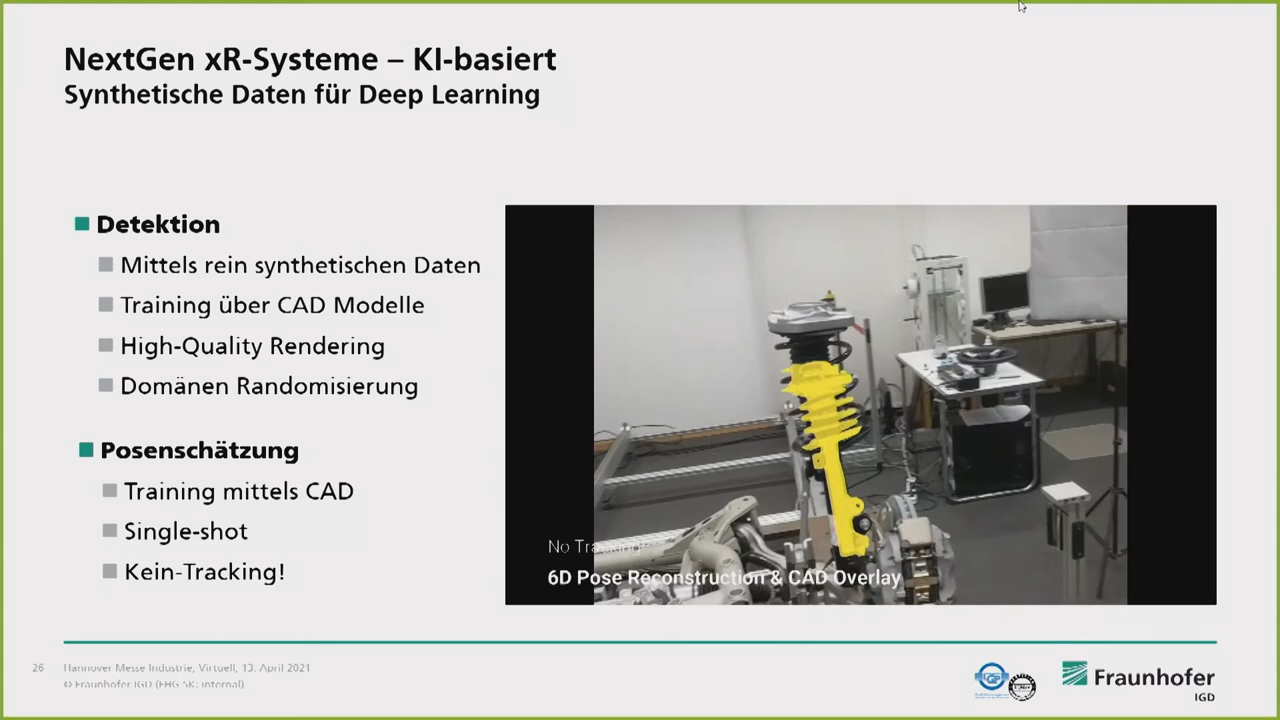 NextGen xR-Systeme – KI-basiert
Synthetische Daten für Deep Learning
Detektion
Mittels rein synthetischen Daten
Training über CAD Modelle
High-Quality Rendering
Domänen Randomisierung
Posenschätzung
Training mittels CAD
Single-shot
Kein-Tracking!
No Tracking!
6D Pose Reconstruction & CAD Overlay
26
Hannover Messe Industrie, Virtuell, 13. April 2021
© Fraunhofer IGD (FHG SK: internal)
Fraunhofer
IGD